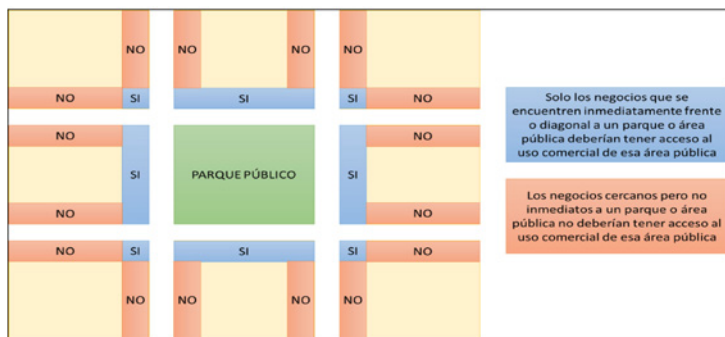 NO NO NO NO
NO SI SI SI NO
NO NO
SI PARQUE PÚBLICO SI
NO NO
NO SI SI SI NO
NO NO NO NO
Solo los negocios que se
encuentren inmediatamente frente
o diagonal a un parque o área
pública deberían tener acceso al
uso comercial de esa área pública
Los negocios cercanos pero no
inmediatos a un parque o área
pública no deberían tener acceso al
uso comercial de esa área pública